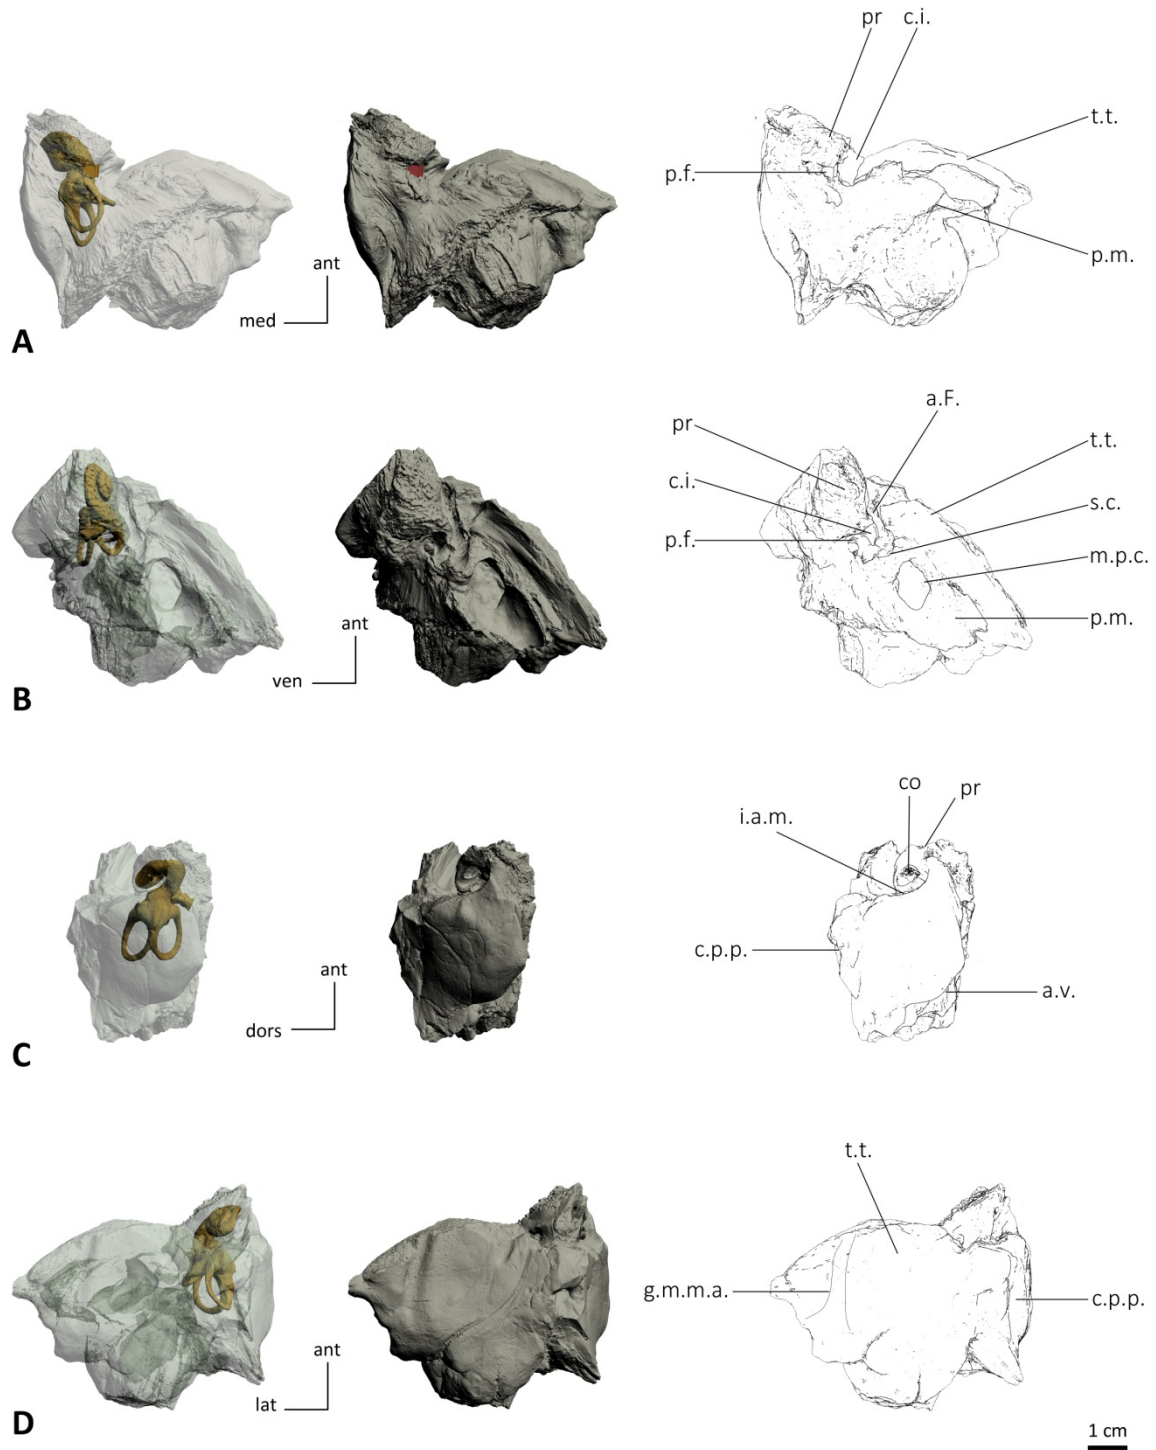 pr c.i.
t.t.
p.f.
p.m.
ant
med
A
a.F.
pr
t.t.
c.i.
s.c.
p.f.
m.p.c.
p.m.
ant
ven
B
co pr
i.a.m.
c.p.p.
a.v.
ant
dors
C
t.t.
g.m.m.a.
c.p.p.
ant
lat
D
1 cm